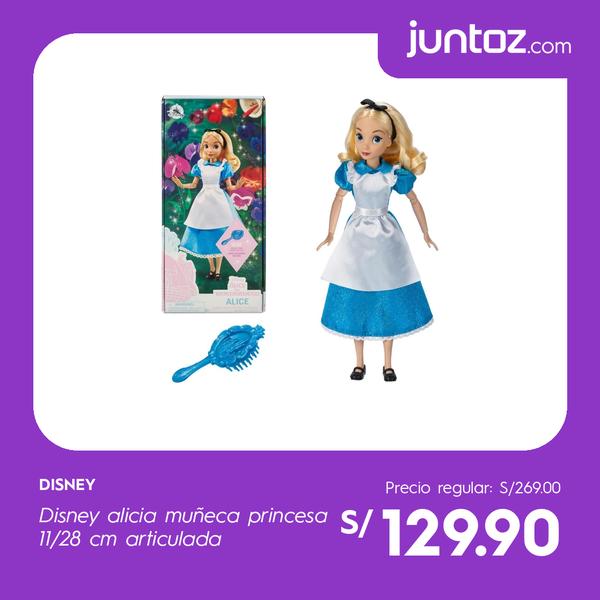 juntoz.com
ALICE
DISNEY
Precio regular: S/269.00
Disney alicia muñeca princesa
11/28 cm articulada
S/129.90